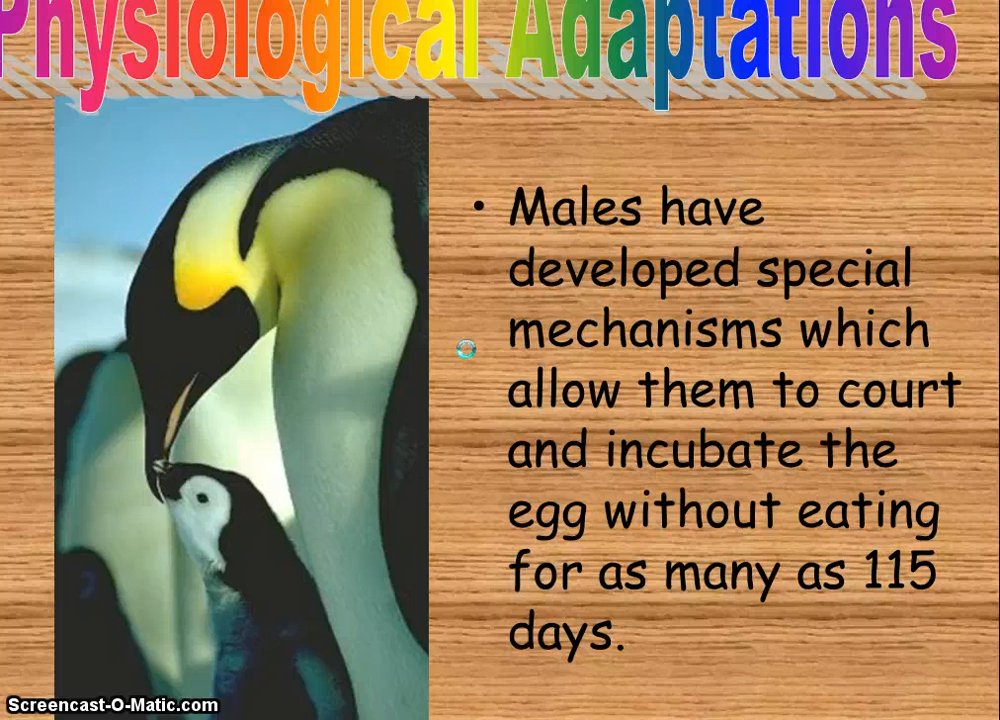 Physiological Adaptations
• Males have
developed special
mechanisms which
allow them to court
and incubate the
egg without eating
for as many as 115
days.
Screencast-O-Matic.com